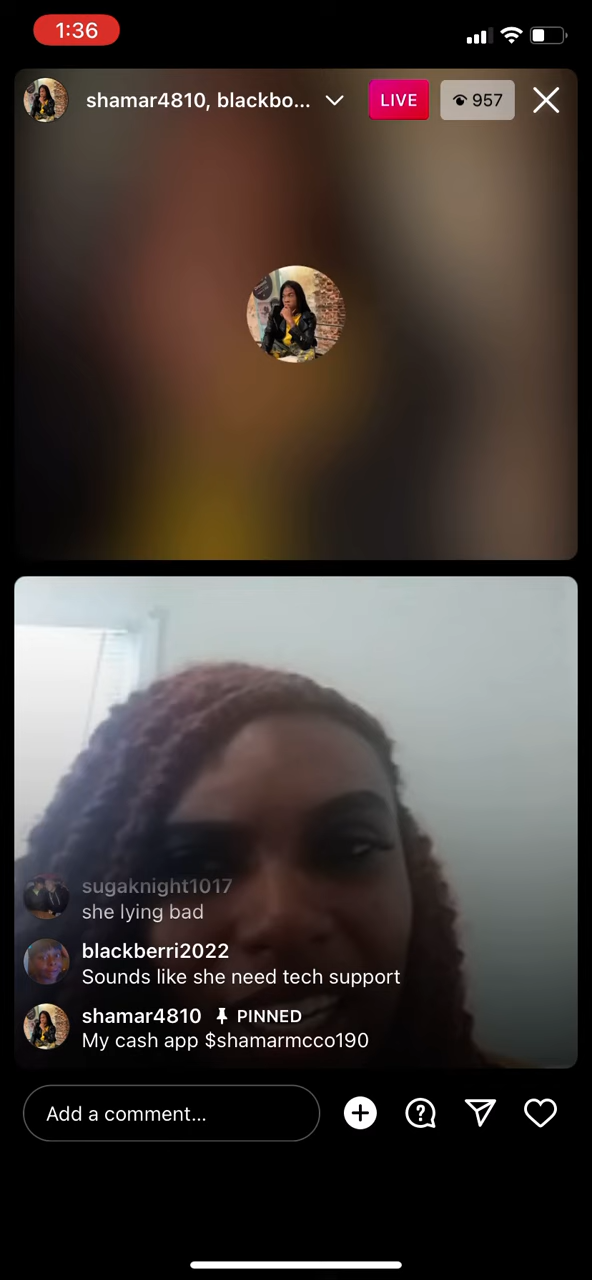 1:36
shamar4810, blackbo...
LIVE
957
sugaknight1017
she lying bad
blackberri2022
Sounds like she need tech support
shamar4810 PINNED
My cash app $shamarmcco190
Add a comment...